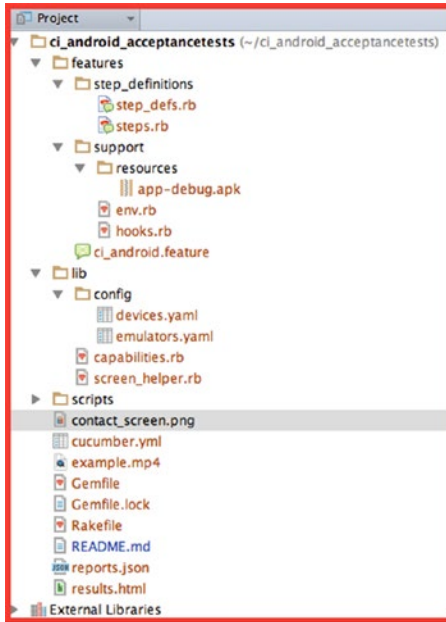 Project
ci_android_acceptancetests (~/ci_android_acceptancetests)
features
step_definitions
step_defs.rb
steps.rb
support
resources
app-debug.apk
env.rb
hooks.rb
ci_android.feature
lib
config
devices.yaml
emulators.yaml
capabilities.rb
screen_helper.rb
scripts
contact_screen.png
cucumber.yml
example.mp4
Gemfile
Gemfile.lock
Rakefile
README.md
reports.json
results.html
External Libraries